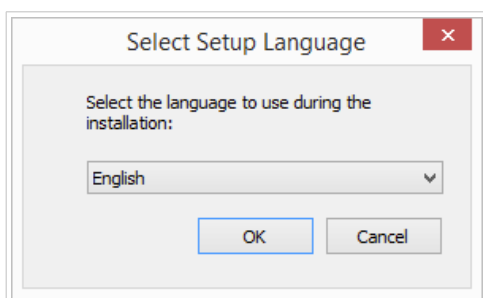 Select Setup Language
Select the language to use during the
installation:
English
OK
Cancel